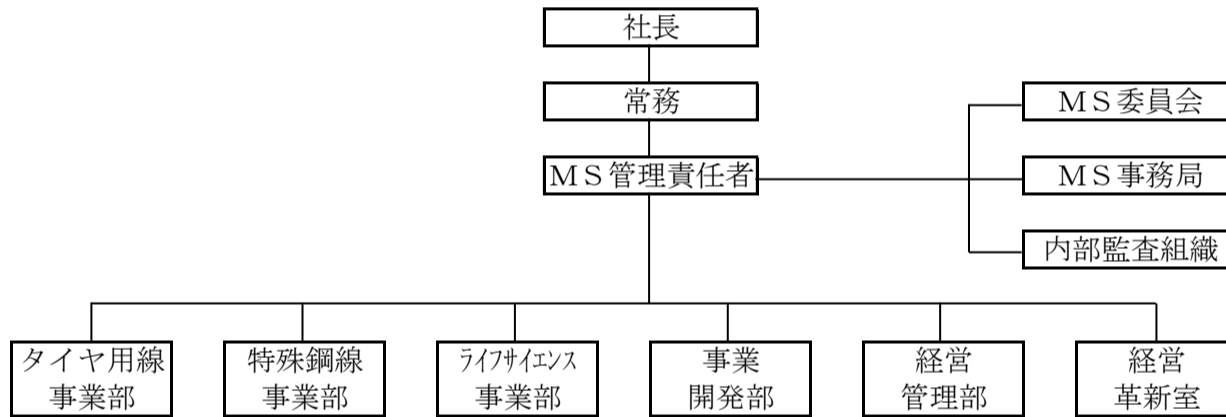 社長
常務
ＭＳ委員会
ＭＳ管理責任者
ＭＳ事務局
内部監査組織
タイヤ用線
事業部
特殊鋼線
事業部
ﾗｲﾌｻｲｴﾝｽ
事業部
事業
開発部
経営
管理部
経営
革新室